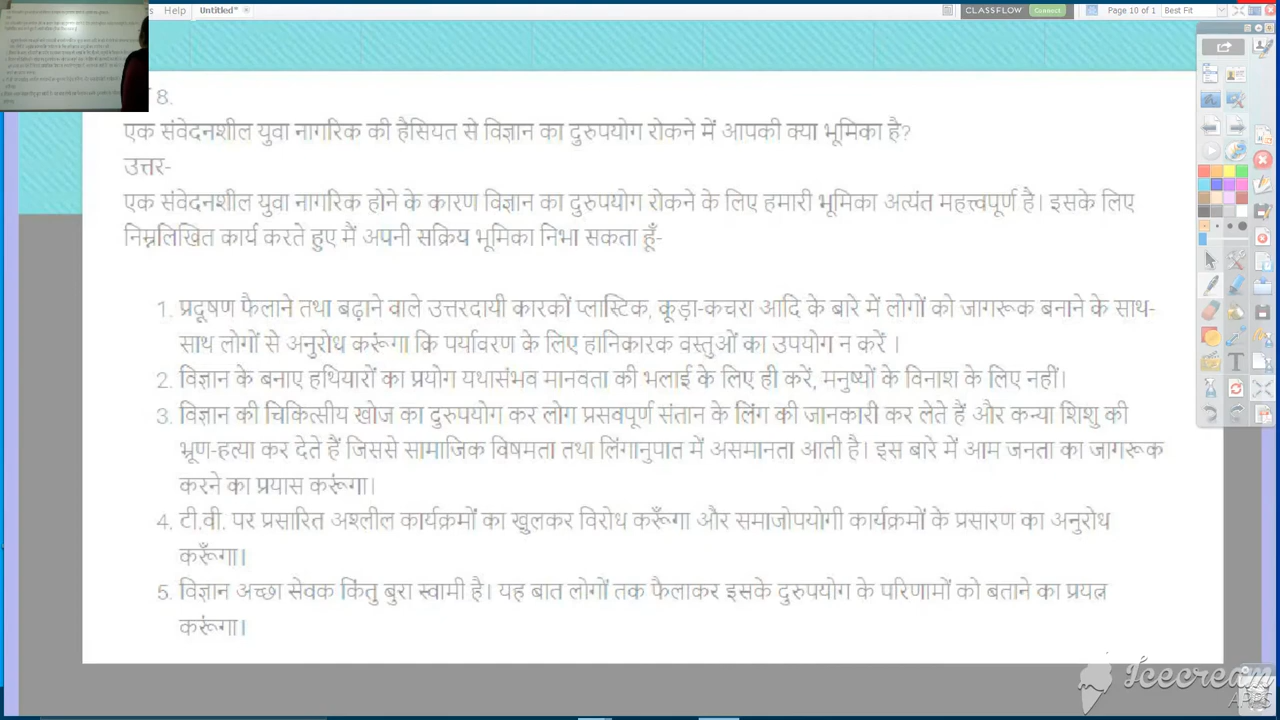 Help
Untitled*
CLASSFLOW
Connect
Page 10 of 1
Best Fit
8.
एक संवेदनशील युवा नागरिक की हैसियत से विज्ञान का दुरुपयोग रोकने में आपकी क्या भूमिका है?
उत्तर-
एक संवेदनशील युवा नागरिक होने के कारण विज्ञान का दुरुपयोग रोकने के लिए हमारी भूमिका अत्यंत महत्त्वपूर्ण है। इसके लिए
निम्नलिखित कार्य करते हुए मैं अपनी सक्रिय भूमिका निभा सकता हूँ-
1. प्रदूषण फैलाने तथा बढ़ाने वाले उत्तरदायी कारकों प्लास्टिक, कूड़ा-कचरा आदि के बारे में लोगों को जागरूक बनाने के साथ-
साथ लोगों से अनुरोध करूंगा कि पर्यावरण के लिए हानिकारक वस्तुओं का उपयोग न करें ।
2. विज्ञान के बनाए हथियारों का प्रयोग यथासंभव मानवता की भलाई के लिए ही करें, मनुष्यों के विनाश के लिए नहीं।
3. विज्ञान की चिकित्सीय खोज का दुरुपयोग कर लोग प्रसवपूर्ण संतान के लिंग की जानकारी कर लेते हैं और कन्या शिशु की
भ्रूण-हत्या कर देते हैं जिससे सामाजिक विषमता तथा लिंगानुपात में असमानता आती है। इस बारे में आम जनता का जागरूक
करने का प्रयास करूंगा।
4. टी.वी. पर प्रसारित अश्लील कार्यक्रमों का खुलकर विरोध करूँगा और समाजोपयोगी कार्यक्रमों के प्रसारण का अनुरोध
करूँगा।
5. विज्ञान अच्छा सेवक किंतु बुरा स्वामी है। यह बात लोगों तक फैलाकर इसके दुरुपयोग के परिणामों को बताने का प्रयत्न
करूंगा।
Icecream
APPS